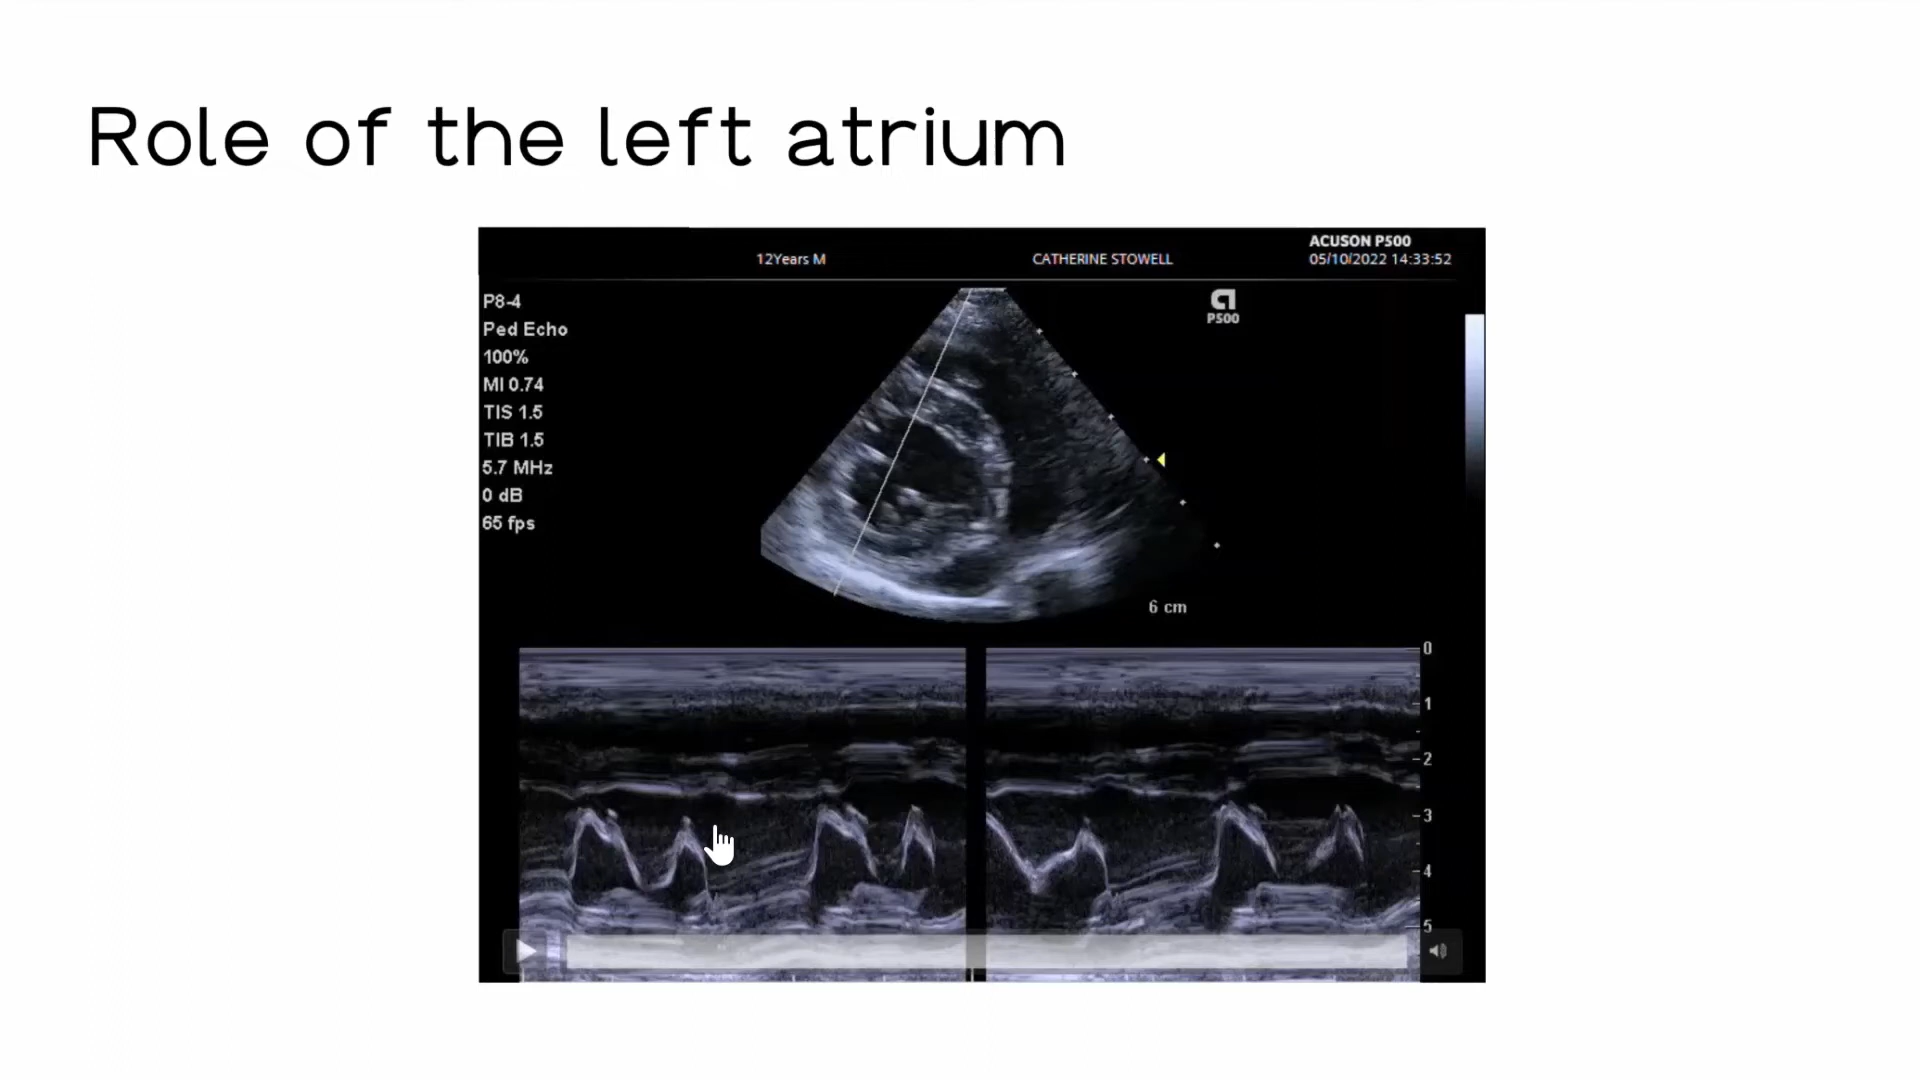 Role of the left atrium
ACUSON P500
12Years M
CATHERINE STOWELL
05/10/2022 14:33:52
P8-4
Ped Echo
100%
MI 0.74
TIS 1.5
TIB 1.5
5.7 MHz
0 dB
65 fps
P500
6 cm
0
1
2
3
4
5